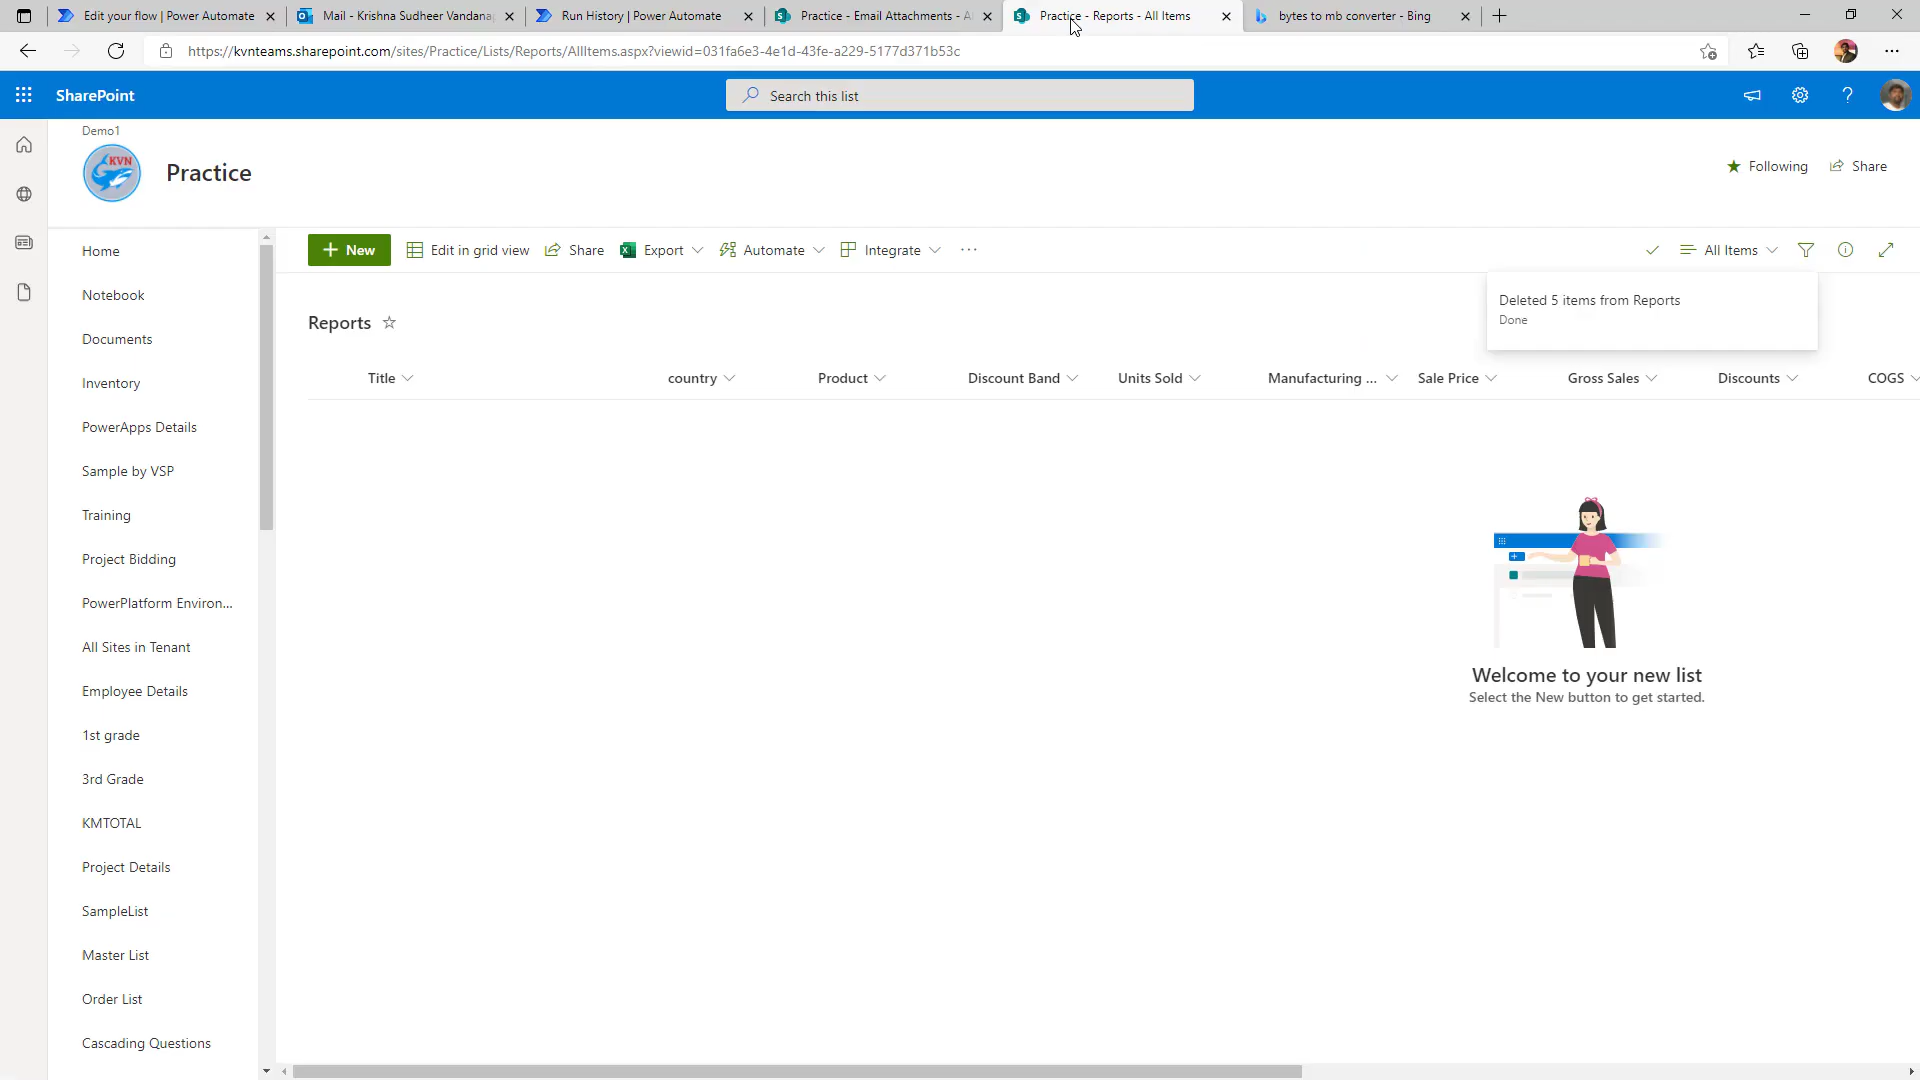 Edit your flow | Power Automate
Mail - Krishna Sudheer Vandana
Run History | Power Automate
Practice - Email Attachments - A
Practice - Reports - All Items
bytes to mb converter - Bing
https://kvnteams.sharepoint.com/sites/Practice/Lists/Reports/AllItems.aspx?viewid=031fa6e3-4e1d-43fe-a229-5177d371b53c
SharePoint
Search this list
Demo1
KVN
Practice
Following
Share
Home
Notebook
Documents
Inventory
PowerApps Details
Sample by VSP
Training
Project Bidding
PowerPlatform Environ...
All Sites in Tenant
Employee Details
1st grade
3rd Grade
KMTOTAL
Project Details
SampleList
Master List
Order List
Cascading Questions
New
Edit in grid view
Share
Export
Automate
Integrate
All Items
Deleted 5 items from Reports
Done
Reports
Title
country
Product
Discount Band
Units Sold
Manufacturing ...
Sale Price
Gross Sales
Discounts
COGS
Welcome to your new list
Select the New button to get started.